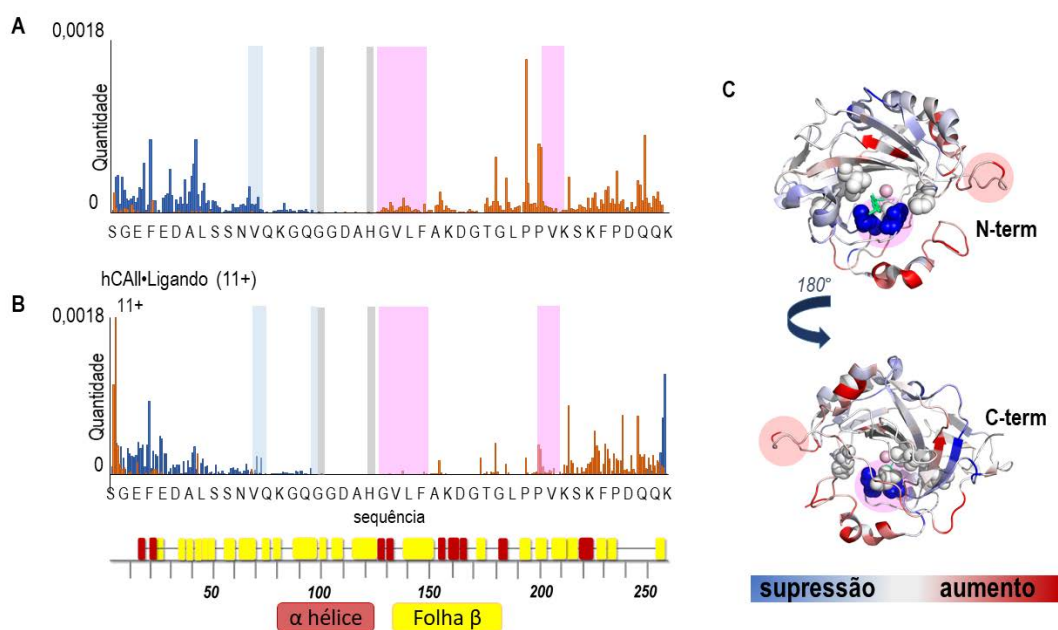 A
0,0018
Quantidade
0
S G E F E D A L S S N V Q K G Q G G D A H G V L F A K D G T G L P P V K S K F P D Q Q K
hCAII•Ligando (11+)
B
11+
0,0018
Quantidade
0
S G E F E D A L S S N V Q K G Q G G D A H G V L F A K D G T G L P P V K S K F P D Q Q K
sequência
50 100 150 200 250
α hélice Folha β
C
N-term
180°
C-term
supressão aumento